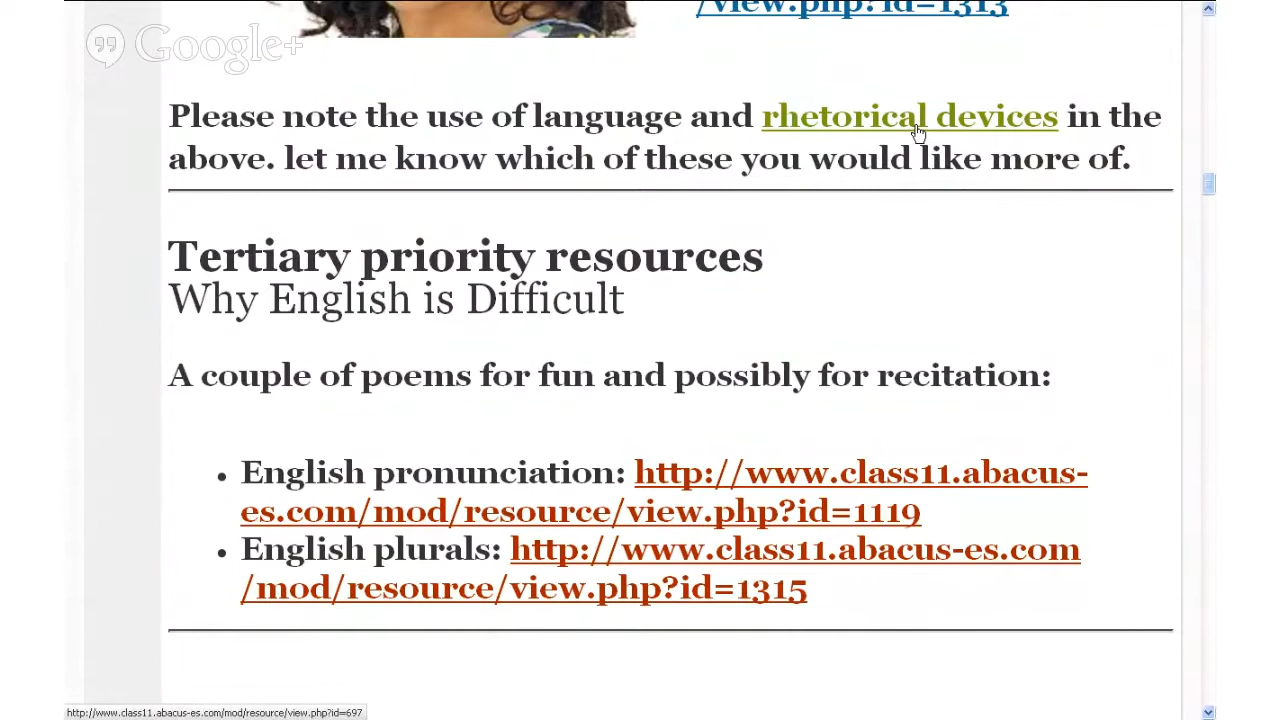 /view.php?id=1313
Google+
Please note the use of language and rhetorical devices in the
above. let me know which of these you would like more of.
Tertiary priority resources
Why English is Difficult
A couple of poems for fun and possibly for recitation:
• English pronunciation: http://www.class11.abacus-
es.com/mod/resource/view.php?id=1119
• English plurals: http://www.class11.abacus-es.com
/mod/resource/view.php?id=1315
http://www.class11.abacus-es.com/mod/resource/view.php?id=697